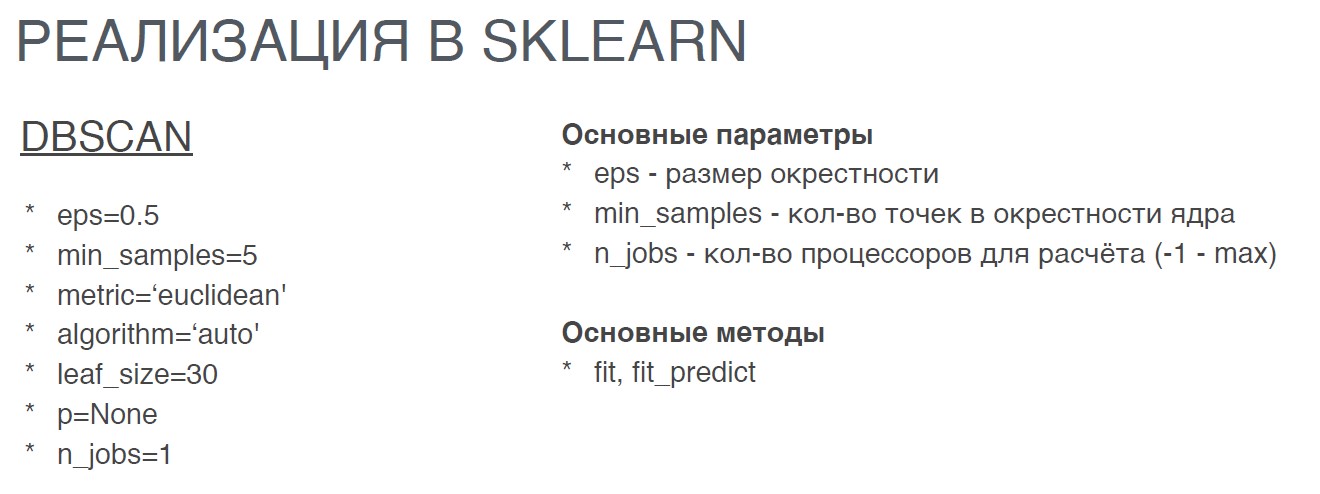 РЕАЛИЗАЦИЯ В SKLEARN
DBSCAN
* eps=0.5
* min_samples=5
* metric=‘euclidean'
* algorithm=‘auto'
* leaf_size=30
* p=None
* n_jobs=1
Основные параметры
* eps - размер окрестности
* min_samples - кол-во точек в окрестности ядра
* n_jobs - кол-во процессоров для расчёта (-1 - max)
Основные методы
* fit, fit_predict